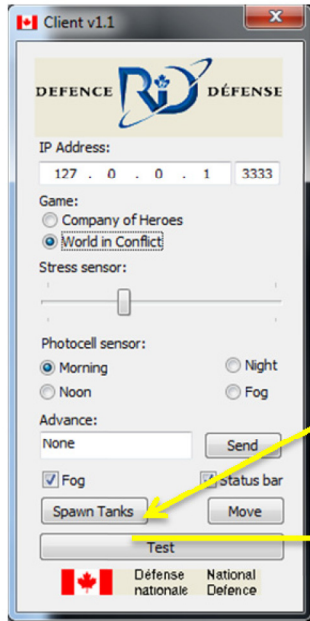 Client v1.1
DEFENCE RD DÉFENSE
IP Address:
127 . 0 . 0 . 1 3333
Game:
Company of Heroes
World in Conflict
Stress sensor:
Photocell sensor:
Morning Night
Noon Fog
Advance:
None Send
Fog Status bar
Spawn Tanks Move
Test
Défense National
nationale Defence